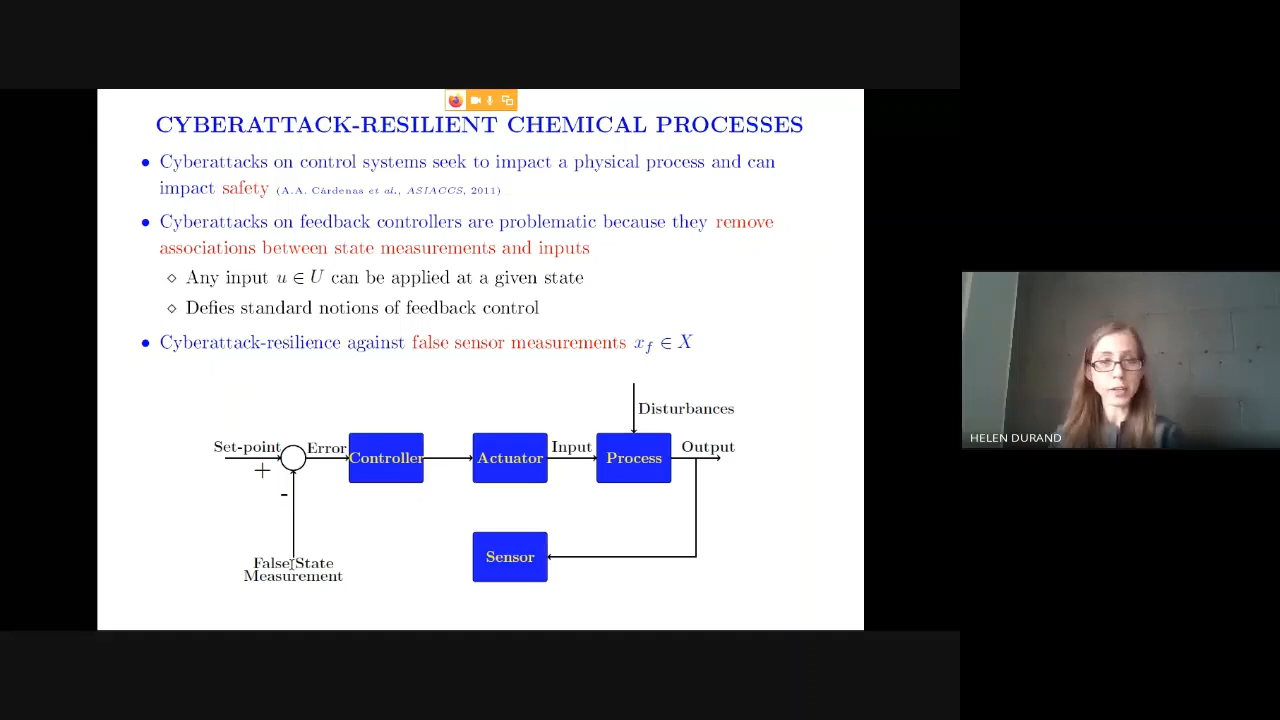 CYBERATTACK-RESILIENT CHEMICAL PROCESSES
• Cyberattacks on control systems seek to impact a physical process and can
impact safety (A.A. Cárdenas et al., ASIACCS, 2011)
• Cyberattacks on feedback controllers are problematic because they remove
associations between state measurements and inputs
⋄ Any input u ∈ U can be applied at a given state
⋄ Defies standard notions of feedback control
• Cyberattack-resilience against false sensor measurements x_f ∈ X
Disturbances
Set-point
+
-
Error
Controller
Actuator
Input
Process
Output
Sensor
False State
Measurement
HELEN DURAND